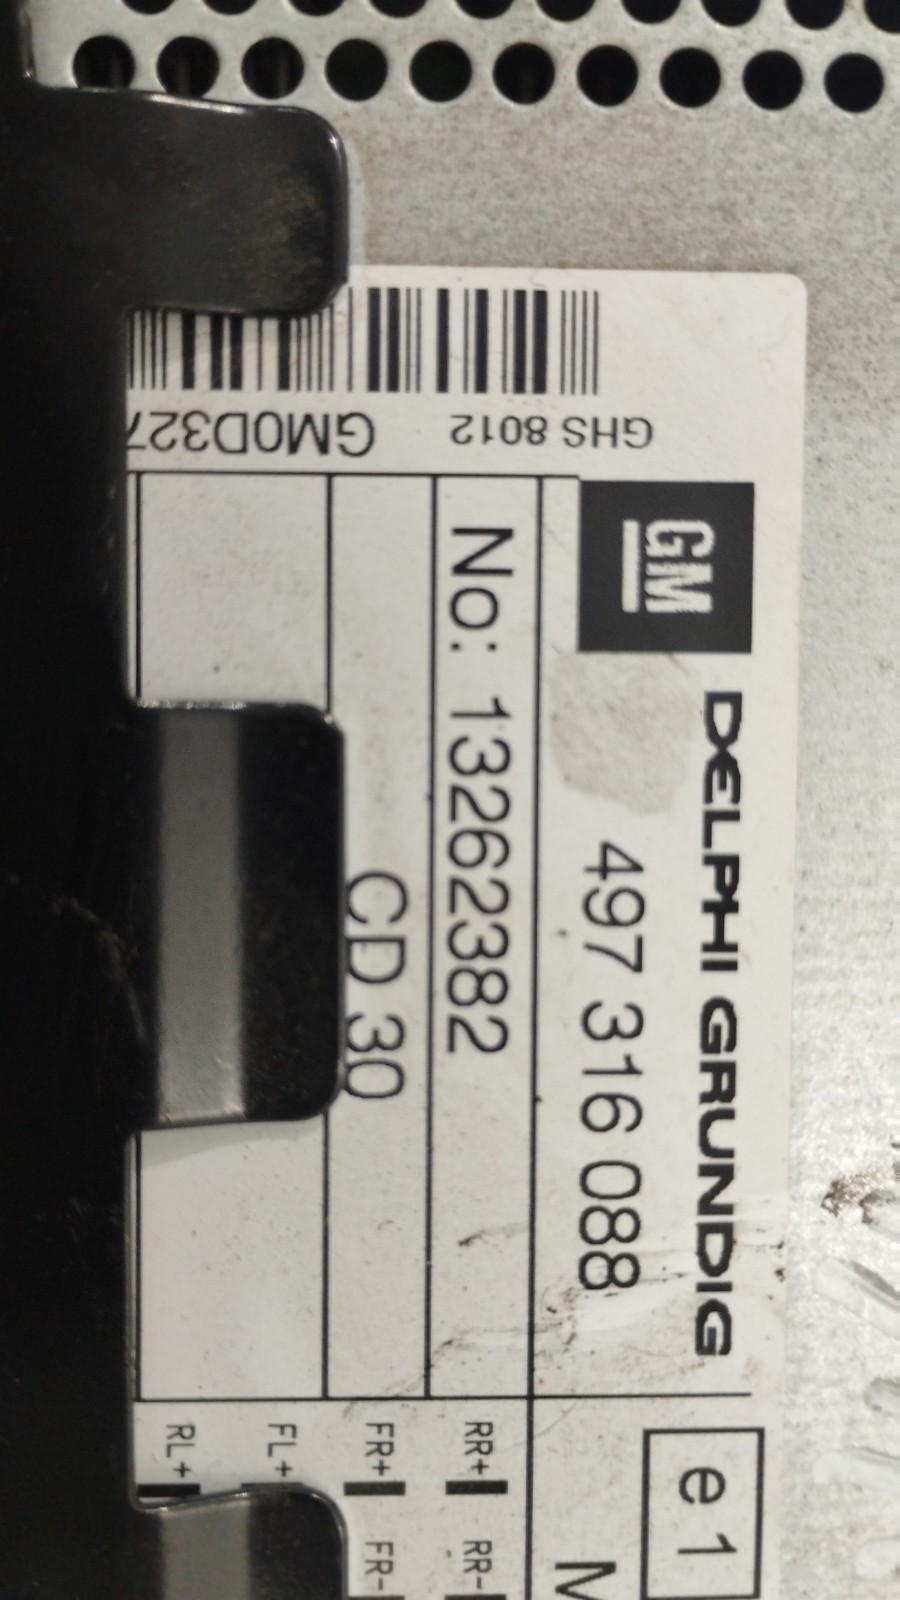 GHS 8012 GM0D327
GM
DELPHI GRUNDIG
497 316 088
No: 13262382
CD 30
e1
M
RR+ RR-
FR+ FR-
FL+
RL+